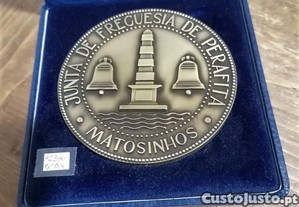 JUNTA DE FREGUESIA DE PERAFITA
MATOSINHOS
CustoJusto.pt